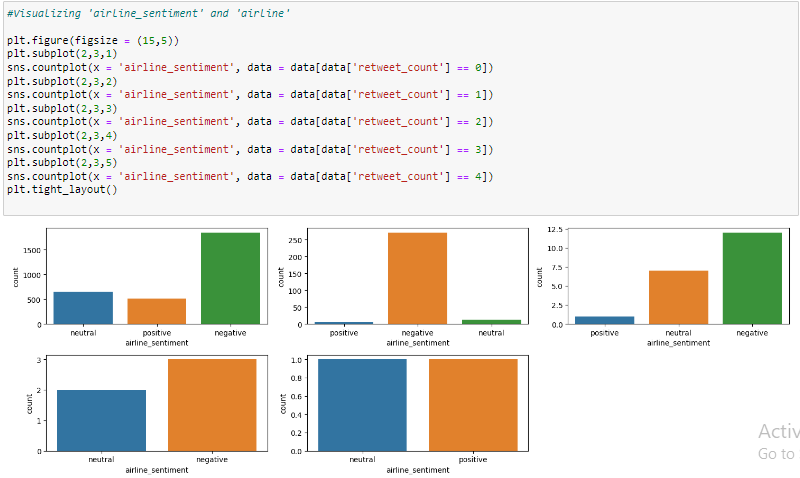 #Visualizing 'airline_sentiment' and 'airline'
plt.figure(figsize = (15,5))
plt.subplot(2,3,1)
sns.countplot(x = 'airline_sentiment', data = data[data['retweet_count'] == 0])
plt.subplot(2,3,2)
sns.countplot(x = 'airline_sentiment', data = data[data['retweet_count'] == 1])
plt.subplot(2,3,3)
sns.countplot(x = 'airline_sentiment', data = data[data['retweet_count'] == 2])
plt.subplot(2,3,4)
sns.countplot(x = 'airline_sentiment', data = data[data['retweet_count'] == 3])
plt.subplot(2,3,5)
sns.countplot(x = 'airline_sentiment', data = data[data['retweet_count'] == 4])
plt.tight_layout()
1500
1000
500
0
count
neutral positive negative
airline_sentiment
250
200
150
100
50
0
count
positive negative neutral
airline_sentiment
12.5
10.0
7.5
5.0
2.5
0.0
count
positive neutral negative
airline_sentiment
3
2
1
0
count
neutral negative
airline_sentiment
1.0
0.8
0.6
0.4
0.2
0.0
count
neutral positive
airline_sentiment
Activ
Go to